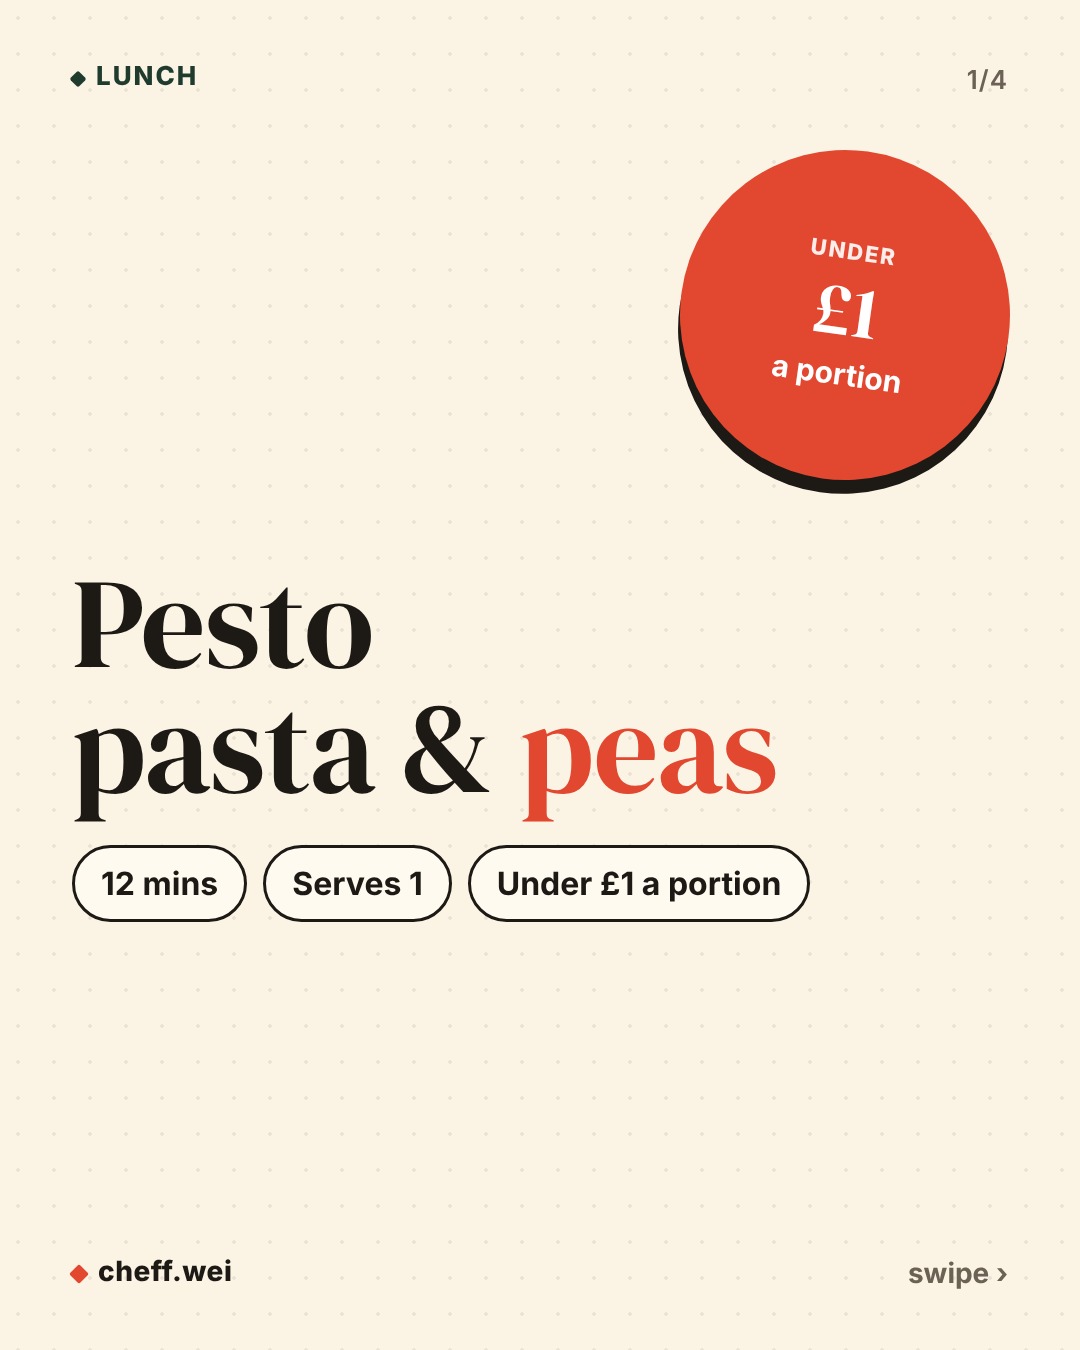 LUNCH
1/4
UNDER
£1
a portion
Pesto
pasta & peas
12 mins
Serves 1
Under £1 a portion
cheff.wei
swipe ›